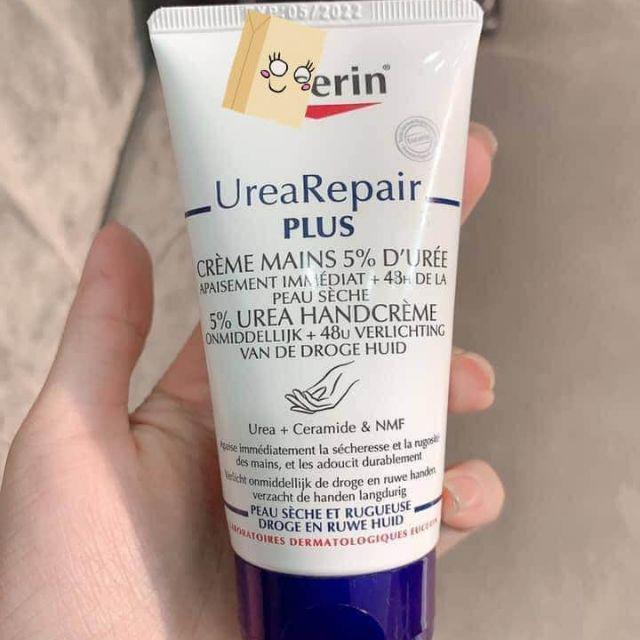 EXP:05/2022
erin®
UreaRepair
PLUS
CRÈME MAINS 5% D'URÉE
APAISEMENT IMMÉDIAT + 48H DE LA
PEAU SÈCHE
5% UREA HANDCRÈME
ONMIDDELLIJK + 48U VERLICHTING
VAN DE DROGE HUID
Urea + Ceramide & NMF
Apaise immédiatement la sécheresse et la rugosité
des mains, et les adoucit durablement
Verlicht onmiddellijk de droge en ruwe handen,
verzacht de handen langdurig
PEAU SÈCHE ET RUGUEUSE
DROGE EN RUWE HUID
LABORATOIRES DERMATOLOGIQUES EUCERIN